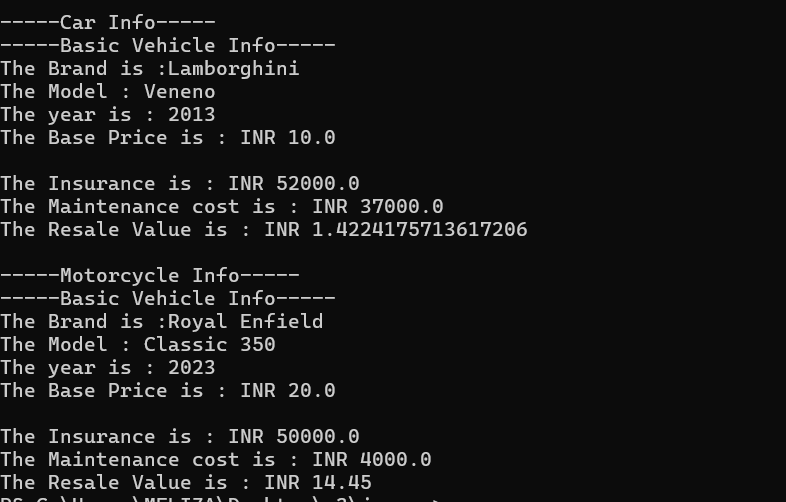 -----Car Info-----
-----Basic Vehicle Info-----
The Brand is :Lamborghini
The Model : Veneno
The year is : 2013
The Base Price is : INR 10.0
The Insurance is : INR 52000.0
The Maintenance cost is : INR 37000.0
The Resale Value is : INR 1.4224175713617206
-----Motorcycle Info-----
-----Basic Vehicle Info-----
The Brand is :Royal Enfield
The Model : Classic 350
The year is : 2023
The Base Price is : INR 20.0
The Insurance is : INR 50000.0
The Maintenance cost is : INR 4000.0
The Resale Value is : INR 14.45